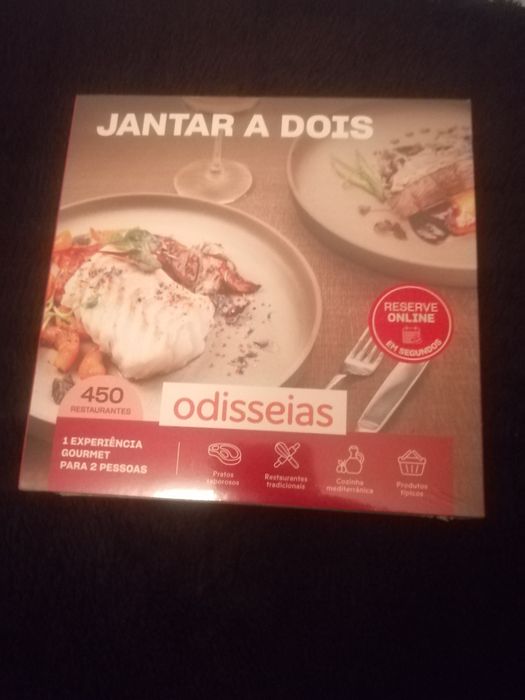 JANTAR A DOIS
RESERVE
ONLINE
EM SEGUNDOS
450
RESTAURANTES
odisseias
1 EXPERIÊNCIA
GOURMET
PARA 2 PESSOAS
Pratos
saborosos
Restaurantes
tradicionais
Cozinha
mediterrânica
Produtos
típicos